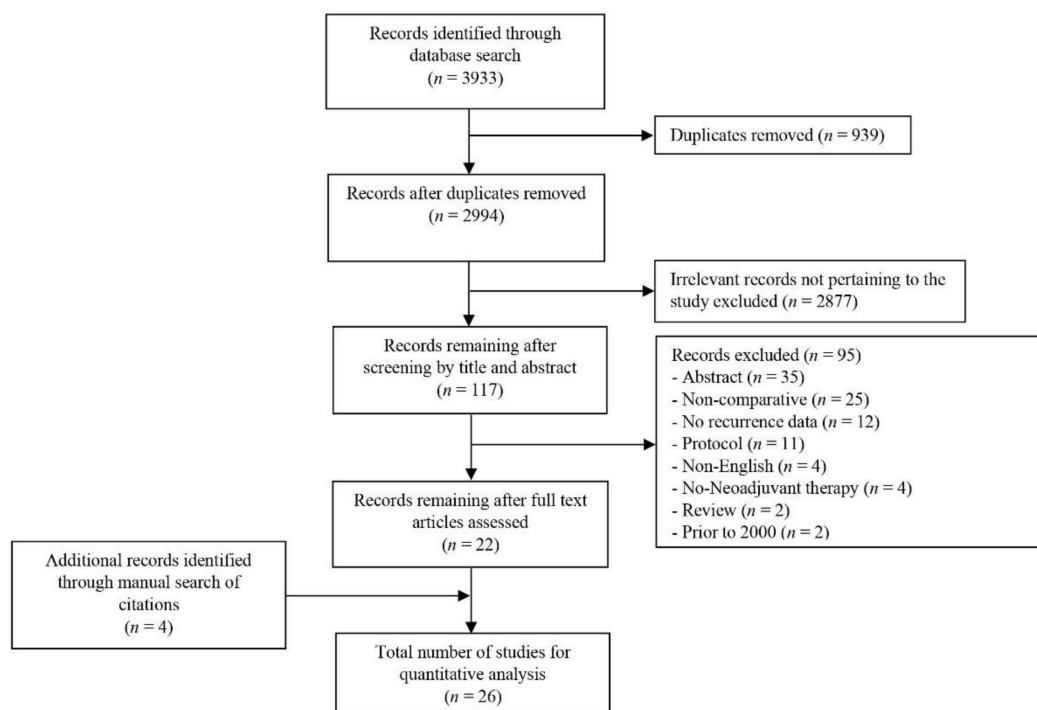 Records identified through
database search
(n = 3933)
Duplicates removed (n = 939)
Records after duplicates removed
(n = 2994)
Irrelevant records not pertaining to the
study excluded (n = 2877)
Records remaining after
screening by title and abstract
(n = 117)
Records excluded (n = 95)
- Abstract (n = 35)
- Non-comparative (n = 25)
- No recurrence data (n = 12)
- Protocol (n = 11)
- Non-English (n = 4)
- No-Neoadjuvant therapy (n = 4)
- Review (n = 2)
- Prior to 2000 (n = 2)
Records remaining after full text
articles assessed
(n = 22)
Additional records identified
through manual search of
citations
(n = 4)
Total number of studies for
quantitative analysis
(n = 26)